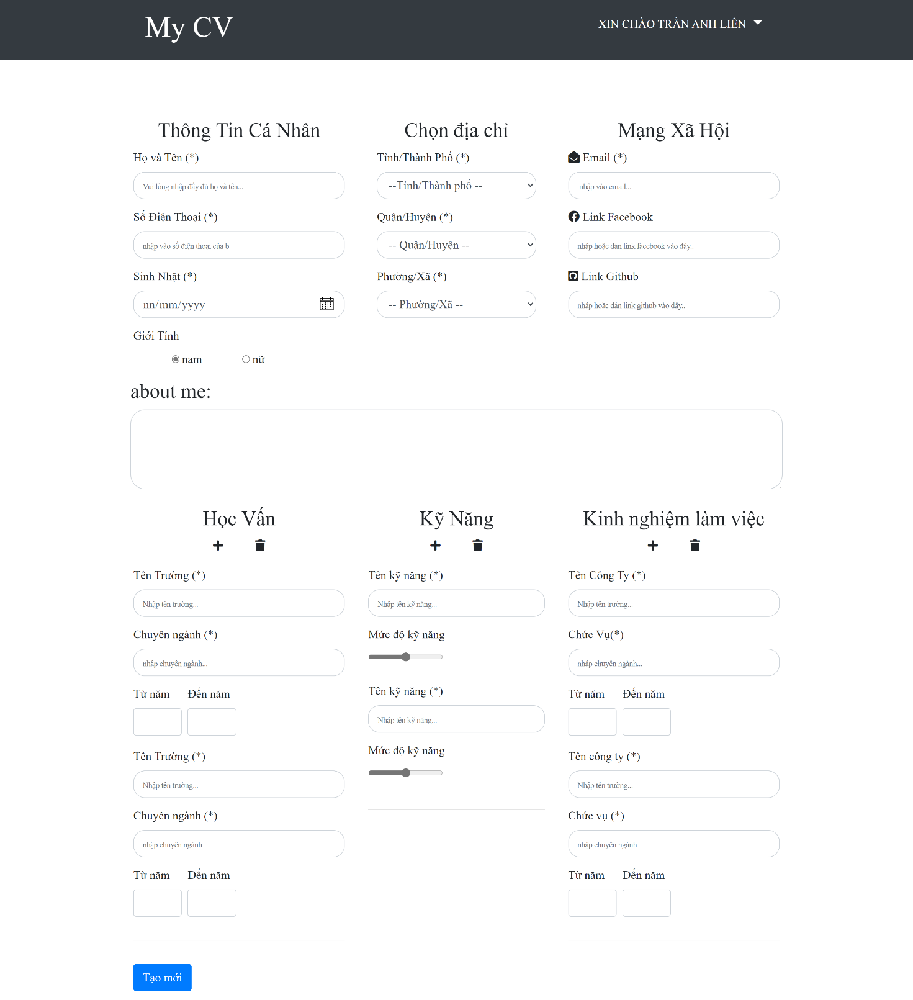 My CV
XIN CHÀO TRẦN ANH LIÊN
Thông Tin Cá Nhân
Họ và Tên (*)
Vui lòng nhập đầy đủ họ và tên...
Số Điện Thoại (*)
nhập vào số điện thoại của b
Sinh Nhật (*)
nn/mm/yyyy
Giới Tính
nam
nữ
Chọn địa chỉ
Tỉnh/Thành Phố (*)
--Tỉnh/Thành phố --
Quận/Huyện (*)
-- Quận/Huyện --
Phường/Xã (*)
-- Phường/Xã --
Mạng Xã Hội
Email (*)
nhập vào email...
Link Facebook
nhập hoặc dán link facebook vào đây..
Link Github
nhập hoặc dán link github vào đây..
about me:
Học Vấn
Tên Trường (*)
Nhập tên trường...
Chuyên ngành (*)
nhập chuyên ngành...
Từ năm Đến năm
Tên Trường (*)
Nhập tên trường...
Chuyên ngành (*)
nhập chuyên ngành...
Từ năm Đến năm
Kỹ Năng
Tên kỹ năng (*)
Nhập tên kỹ năng...
Mức độ kỹ năng
Tên kỹ năng (*)
Nhập tên kỹ năng...
Mức độ kỹ năng
Kinh nghiệm làm việc
Tên Công Ty (*)
Nhập tên trường...
Chức Vụ(*)
nhập chuyên ngành...
Từ năm Đến năm
Tên công ty (*)
Nhập tên trường...
Chức vụ (*)
nhập chuyên ngành...
Từ năm Đến năm
Tạo mới